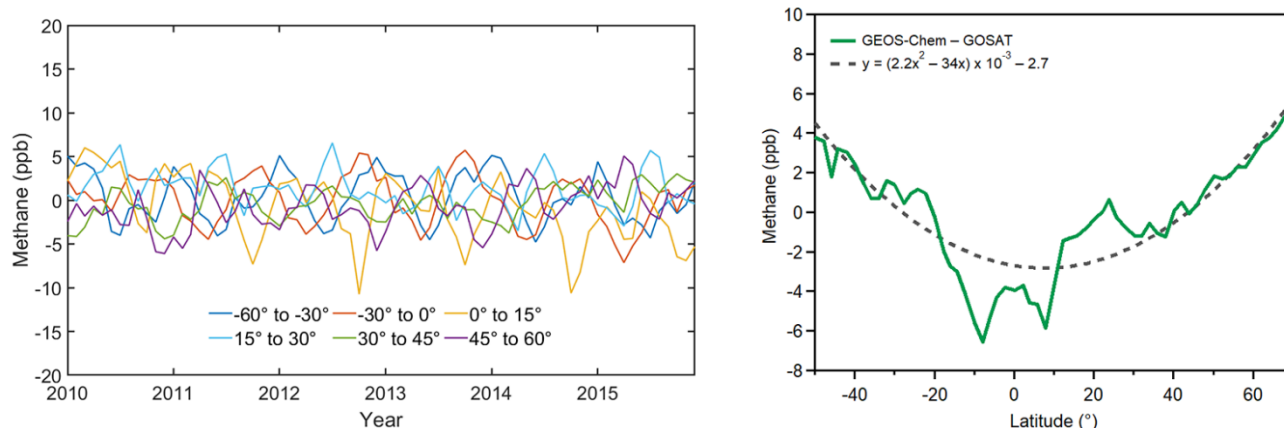 20
15
10
5
0
-5
-10
-15
-20
Methane (ppb)
-60° to -30° -30° to 0° 0° to 15°
15° to 30° 30° to 45° 45° to 60°
2010 2011 2012 2013 2014 2015
Year
10
8
6
4
2
0
-2
-4
-6
-8
Methane (ppb)
GEOS-Chem – GOSAT
y = (2.2x² – 34x) x 10⁻³ – 2.7
-40 -20 0 20 40 60
Latitude (°)